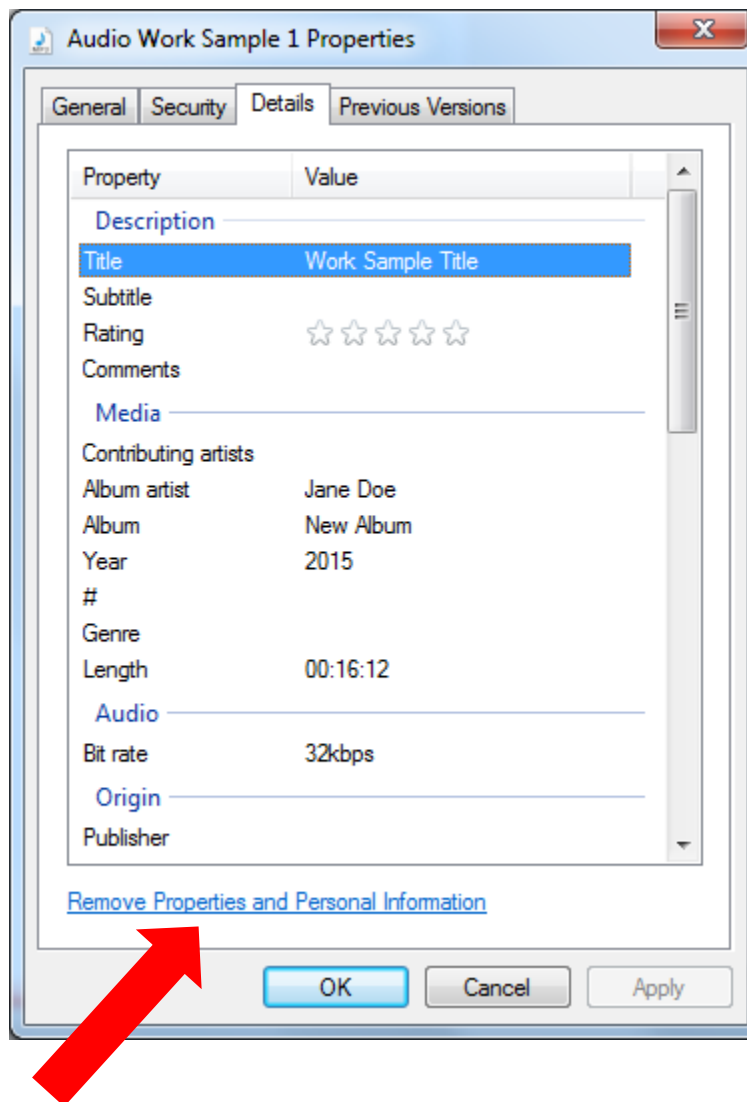 Audio Work Sample 1 Properties
General Security Details Previous Versions
Property Value
Description
Title Work Sample Title
Subtitle
Rating
Comments
Media
Contributing artists
Album artist Jane Doe
Album New Album
Year 2015
#
Genre
Length 00:16:12
Audio
Bit rate 32kbps
Origin
Publisher
Remove Properties and Personal Information
OK Cancel Apply